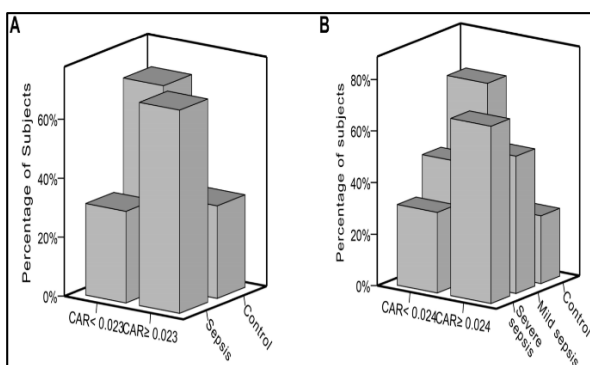 A
Percentage of Subjects
60%
40%
20%
0%
CAR< 0.023
CAR≥ 0.023
Sepsis
Control
B
Percentage of subjects
80%
60%
40%
20%
0%
CAR< 0.024
CAR≥ 0.024
Severe
sepsis
Mild sepsis
Control